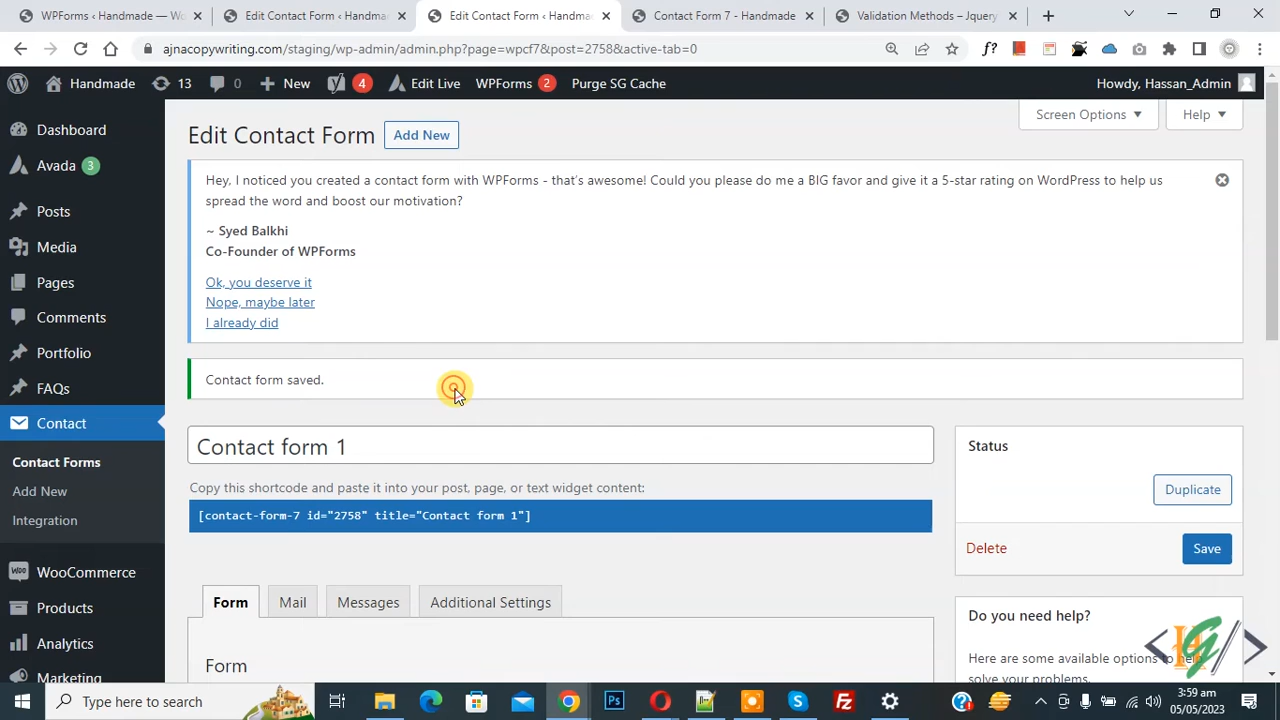 WPForms ‹ Handmade — Wo
Edit Contact Form ‹ Handma
Edit Contact Form ‹ Handma
Contact Form 7 - Handmade
Validation Methods – Jquery
ajnacopywriting.com/staging/wp-admin/admin.php?page=wpcf7&post=2758&active-tab=0
Handmade 13 0 New 4 Edit Live WPForms 2 Purge SG Cache Howdy, Hassan_Admin
Screen Options Help
Edit Contact Form Add New
Hey, I noticed you created a contact form with WPForms - that's awesome! Could you please do me a BIG favor and give it a 5-star rating on WordPress to help us
spread the word and boost our motivation?
~ Syed Balkhi
Co-Founder of WPForms
Ok, you deserve it
Nope, maybe later
I already did
Contact form saved.
Contact form 1
Copy this shortcode and paste it into your post, page, or text widget content:
[contact-form-7 id="2758" title="Contact form 1"]
Form Mail Messages Additional Settings
Form
Status
Duplicate
Delete Save
Do you need help?
Here are some available options to help
solve your problems.
Dashboard
Avada 3
Posts
Media
Pages
Comments
Portfolio
FAQs
Contact
Contact Forms
Add New
Integration
WooCommerce
Products
Analytics
Marketing
Type here to search
3:59 am
05/05/2023